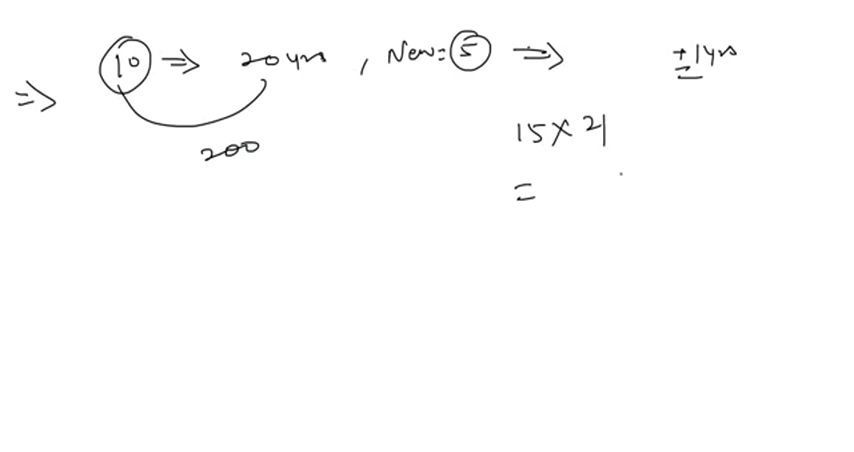 ⇒ 10 ⇒ 20 yrs , New = 5 ⇒ +1 yrs
200
15 × 21
=